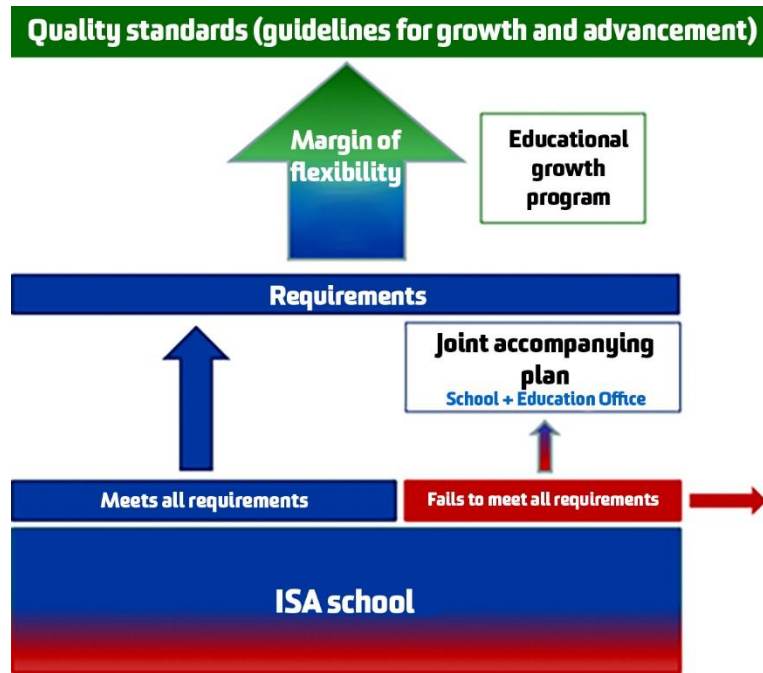 Quality standards (guidelines for growth and advancement)
Margin of
flexibility
Educational
growth
program
Requirements
Joint accompanying
plan
School + Education Office
Meets all requirements
Fails to meet all requirements
ISA school